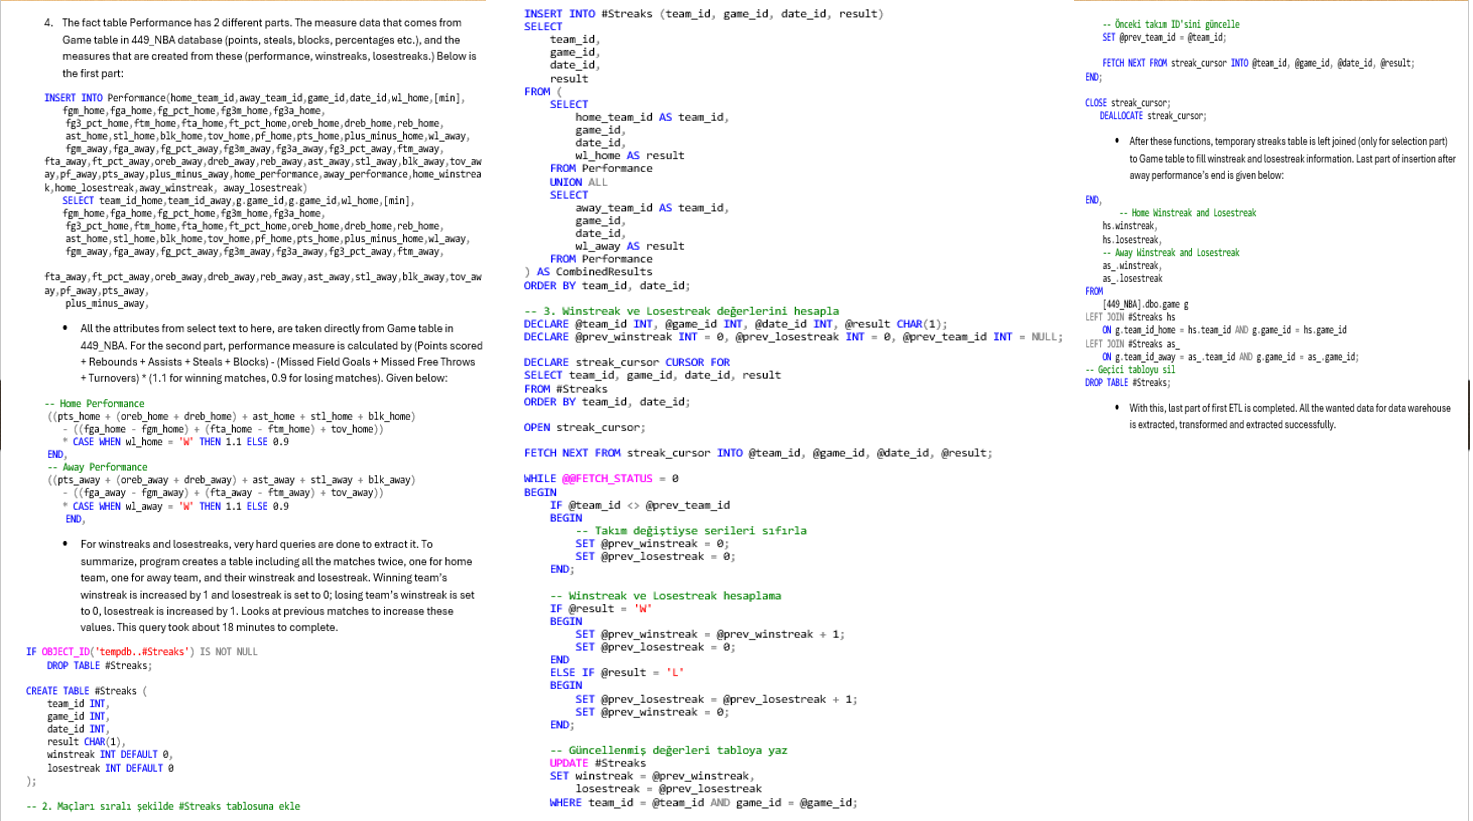 4. The fact table Performance has 2 different parts. The measure data that comes from
Game table in 449_NBA database (points, steals, blocks, percentages etc.), and the
measures that are created from these (performance, winstreaks, losestreaks.) Below is
the first part:
INSERT INTO Performance(home_team_id,away_team_id,game_id,date_id,wl_home,[min],
fgm_home,fga_home,fg_pct_home,fg3m_home,fg3a_home,
fg3_pct_home,ftm_home,fta_home,ft_pct_home,oreb_home,dreb_home,reb_home,
ast_home,stl_home,blk_home,tov_home,pf_home,pts_home,plus_minus_home,wl_away,
fgm_away,fga_away,fg_pct_away,fg3m_away,fg3a_away,fg3_pct_away,ftm_away,
fta_away,ft_pct_away,oreb_away,dreb_away,reb_away,ast_away,stl_away,blk_away,tov_aw
ay,pf_away,pts_away,plus_minus_away,home_performance,away_performance,home_winstrea
k,home_losestreak,away_winstreak, away_losestreak)
SELECT team_id_home,team_id_away,g.game_id,g.game_id,wl_home,[min],
fgm_home,fga_home,fg_pct_home,fg3m_home,fg3a_home,
fg3_pct_home,ftm_home,fta_home,ft_pct_home,oreb_home,dreb_home,reb_home,
ast_home,stl_home,blk_home,tov_home,pf_home,pts_home,plus_minus_home,wl_away,
fgm_away,fga_away,fg_pct_away,fg3m_away,fg3a_away,fg3_pct_away,ftm_away,
fta_away,ft_pct_away,oreb_away,dreb_away,reb_away,ast_away,stl_away,blk_away,tov_aw
ay,pf_away,pts_away,
plus_minus_away,
• All the attributes from select text to here, are taken directly from Game table in
449_NBA. For the second part, performance measure is calculated by (Points scored
+ Rebounds + Assists + Steals + Blocks) - (Missed Field Goals + Missed Free Throws
+ Turnovers) * (1.1 for winning matches, 0.9 for losing matches). Given below:
-- Home Performance
((pts_home + (oreb_home + dreb_home) + ast_home + stl_home + blk_home)
- ((fga_home - fgm_home) + (fta_home - ftm_home) + tov_home))
* CASE WHEN wl_home = 'W' THEN 1.1 ELSE 0.9
END,
-- Away Performance
((pts_away + (oreb_away + dreb_away) + ast_away + stl_away + blk_away)
- ((fga_away - fgm_away) + (fta_away - ftm_away) + tov_away))
* CASE WHEN wl_away = 'W' THEN 1.1 ELSE 0.9
END,
• For winstreaks and losestreaks, very hard queries are done to extract it. To
summarize, program creates a table including all the matches twice, one for home
team, one for away team, and their winstreak and losestreak. Winning team's
winstreak is increased by 1 and losestreak is set to 0; losing team's winstreak is set
to 0, losestreak is increased by 1. Looks at previous matches to increase these
values. This query took about 18 minutes to complete.
IF OBJECT_ID('tempdb..#Streaks') IS NOT NULL
DROP TABLE #Streaks;
CREATE TABLE #Streaks (
team_id INT,
game_id INT,
date_id INT,
result CHAR(1),
winstreak INT DEFAULT 0,
losestreak INT DEFAULT 0
);
-- 2. Maçları sıralı şekilde #Streaks tablosuna ekle
INSERT INTO #Streaks (team_id, game_id, date_id, result)
SELECT
team_id,
game_id,
date_id,
result
FROM (
SELECT
home_team_id AS team_id,
game_id,
date_id,
wl_home AS result
FROM Performance
UNION ALL
SELECT
away_team_id AS team_id,
game_id,
date_id,
wl_away AS result
FROM Performance
) AS CombinedResults
ORDER BY team_id, date_id;
-- 3. Winstreak ve Losestreak değerlerini hesapla
DECLARE @team_id INT, @game_id INT, @date_id INT, @result CHAR(1);
DECLARE @prev_winstreak INT = 0, @prev_losestreak INT = 0, @prev_team_id INT = NULL;
DECLARE streak_cursor CURSOR FOR
SELECT team_id, game_id, date_id, result
FROM #Streaks
ORDER BY team_id, date_id;
OPEN streak_cursor;
FETCH NEXT FROM streak_cursor INTO @team_id, @game_id, @date_id, @result;
WHILE @@FETCH_STATUS = 0
BEGIN
IF @team_id <> @prev_team_id
BEGIN
-- Takım değiştiyse serileri sıfırla
SET @prev_winstreak = 0;
SET @prev_losestreak = 0;
END;
-- Winstreak ve Losestreak hesaplama
IF @result = 'W'
BEGIN
SET @prev_winstreak = @prev_winstreak + 1;
SET @prev_losestreak = 0;
END
ELSE IF @result = 'L'
BEGIN
SET @prev_losestreak = @prev_losestreak + 1;
SET @prev_winstreak = 0;
END;
-- Güncellenmiş değerleri tabloya yaz
UPDATE #Streaks
SET winstreak = @prev_winstreak,
losestreak = @prev_losestreak
WHERE team_id = @team_id AND game_id = @game_id;
-- Önceki takım ID'sini güncelle
SET @prev_team_id = @team_id;
FETCH NEXT FROM streak_cursor INTO @team_id, @game_id, @date_id, @result;
END;
CLOSE streak_cursor;
DEALLOCATE streak_cursor;
• After these functions, temporary streaks table is left joined (only for selection part)
to Game table to fill winstreak and losestreak information. Last part of insertion after
away performance's end is given below:
END,
-- Home Winstreak and Losestreak
hs.winstreak,
hs.losestreak,
-- Away Winstreak and Losestreak
as_.winstreak,
as_.losestreak
FROM
[449_NBA].dbo.game g
LEFT JOIN #Streaks hs
ON g.team_id_home = hs.team_id AND g.game_id = hs.game_id
LEFT JOIN #Streaks as_
ON g.team_id_away = as_.team_id AND g.game_id = as_.game_id;
-- Geçici tabloyu sil
DROP TABLE #Streaks;
• With this, last part of first ETL is completed. All the wanted data for data warehouse
is extracted, transformed and extracted successfully.